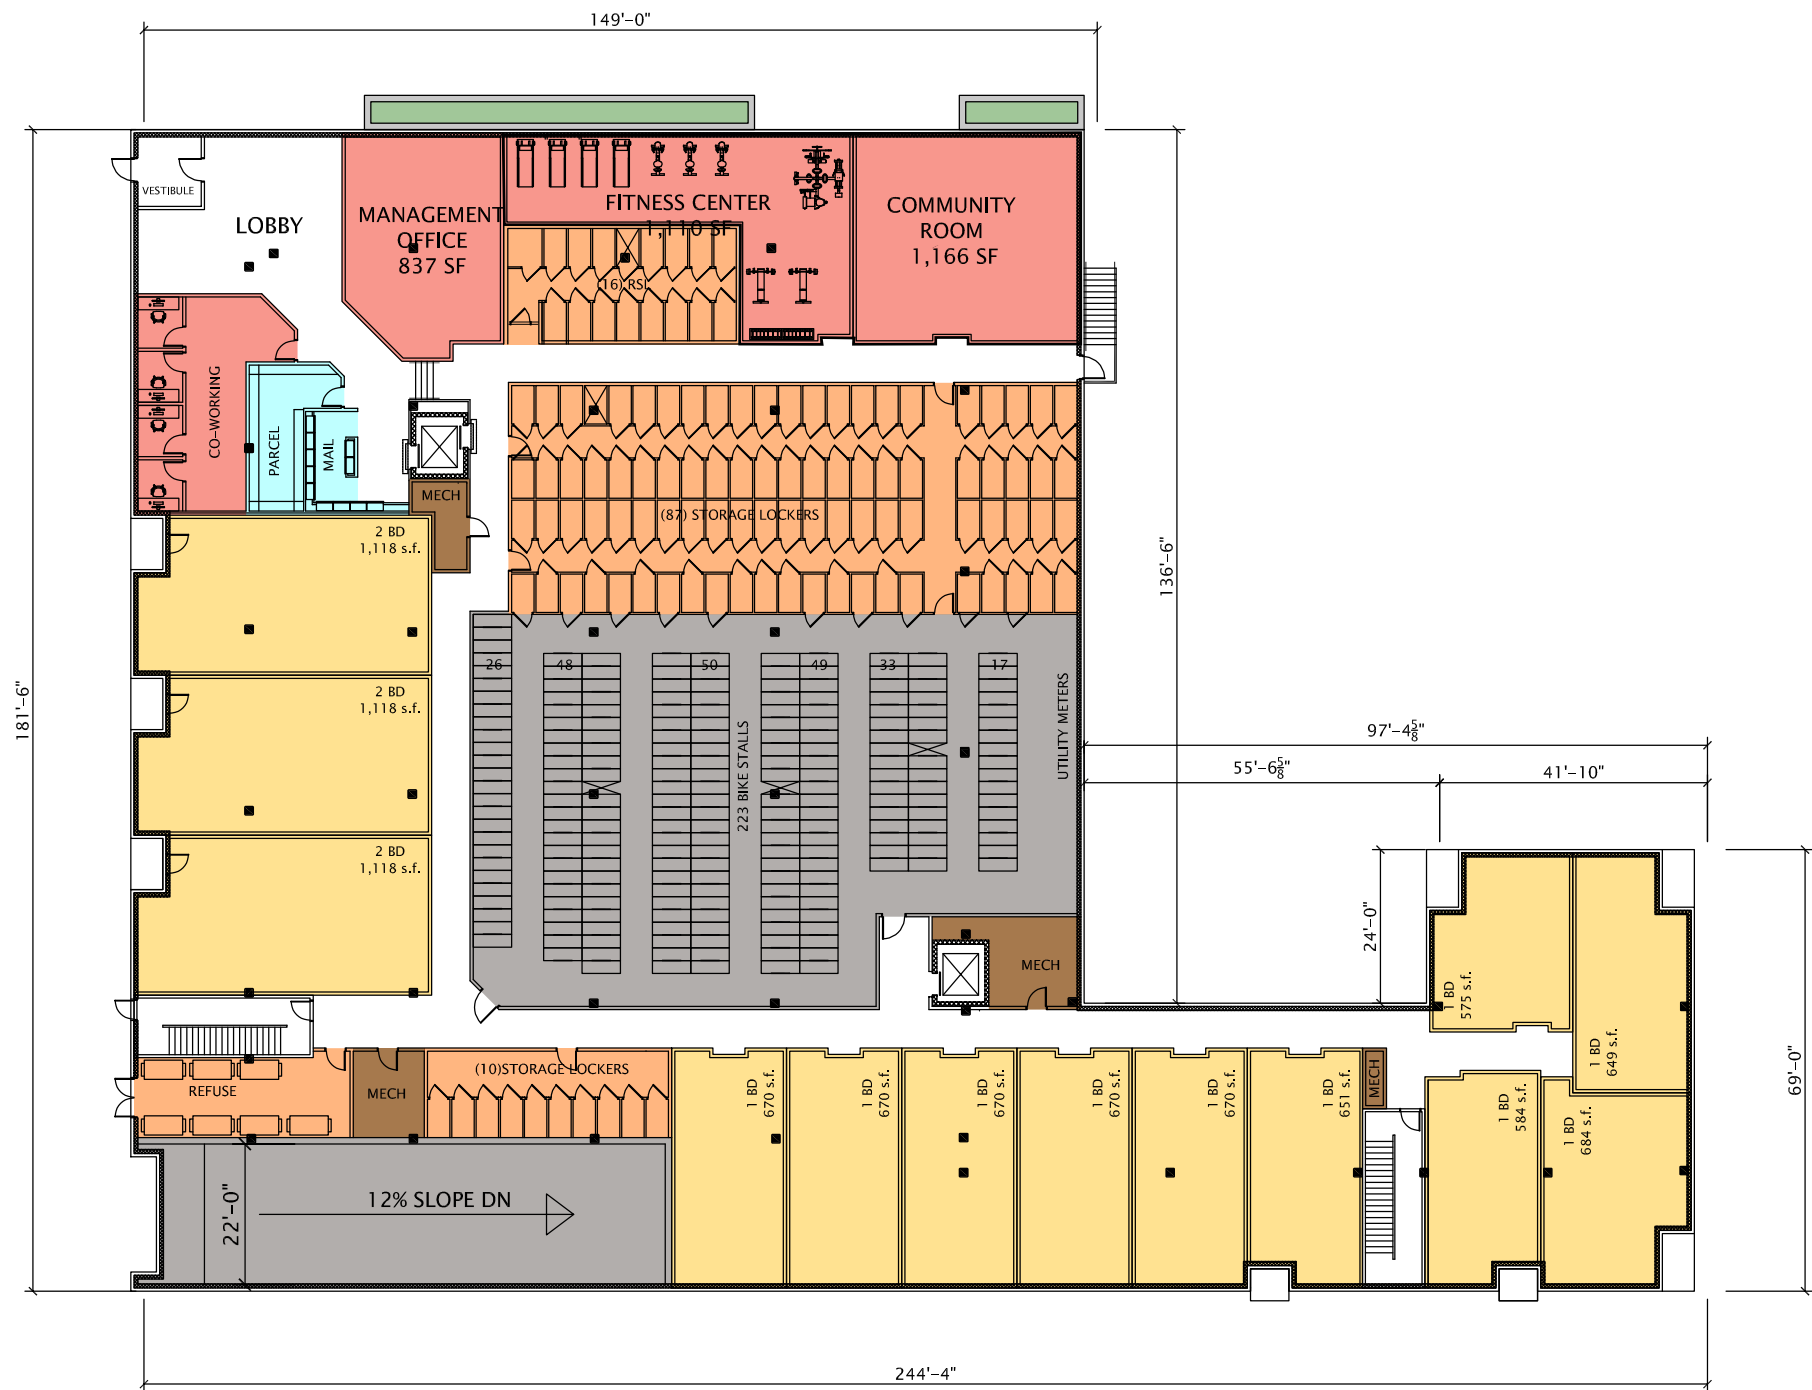 149'-0"
VESTIBULE
LOBBY
MANAGEMENT
OFFICE
837 SF
FITNESS CENTER
1,110 SF
COMMUNITY
ROOM
1,166 SF
(16) RSL
CO-WORKING
PARCEL
MAIL
MECH
(87) STORAGE LOCKERS
2 BD
1,118 s.f.
136'-6"
181'-6"
26
48
50
49
33
17
2 BD
1,118 s.f.
223 BIKE STALLS
UTILITY METERS
97'-4 5/8"
55'-6 5/8"
41'-10"
2 BD
1,118 s.f.
24'-0"
MECH
1 BD
575 s.f.
1 BD
649 s.f.
69'-0"
REFUSE
MECH
(10)STORAGE LOCKERS
1 BD
670 s.f.
1 BD
670 s.f.
1 BD
670 s.f.
1 BD
670 s.f.
1 BD
670 s.f.
1 BD
651 s.f.
MECH
1 BD
584 s.f.
1 BD
684 s.f.
22'-0"
12% SLOPE DN
244'-4"